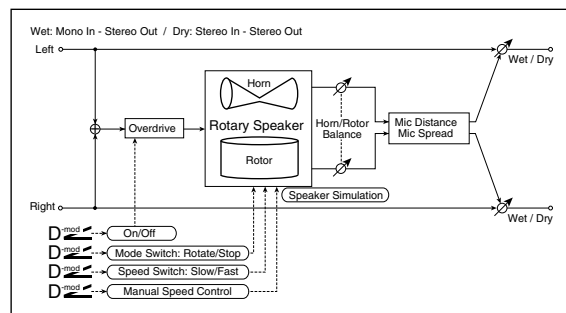 Wet: Mono In - Stereo Out / Dry: Stereo In - Stereo Out
Left
Wet / Dry
Horn
Rotary Speaker
Rotor
Overdrive
Horn/Rotor
Balance
Mic Distance
Mic Spread
Speaker Simulation
Right
Wet / Dry
D-mod On/Off
D-mod Mode Switch: Rotate/Stop
D-mod Speed Switch: Slow/Fast
D-mod Manual Speed Control